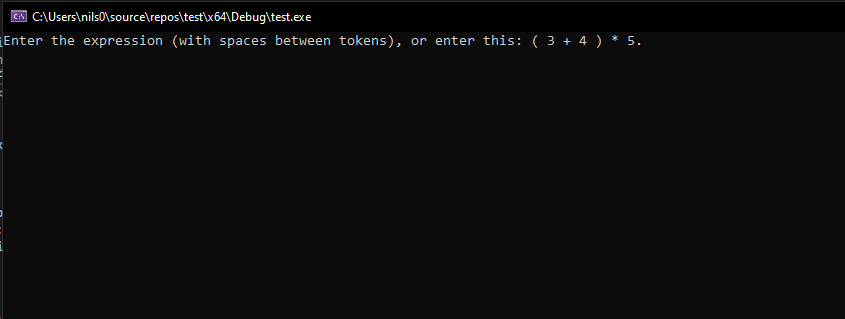 C:\Users\nils0\source\repos\test\x64\Debug\test.exe
Enter the expression (with spaces between tokens), or enter this: ( 3 + 4 ) * 5.